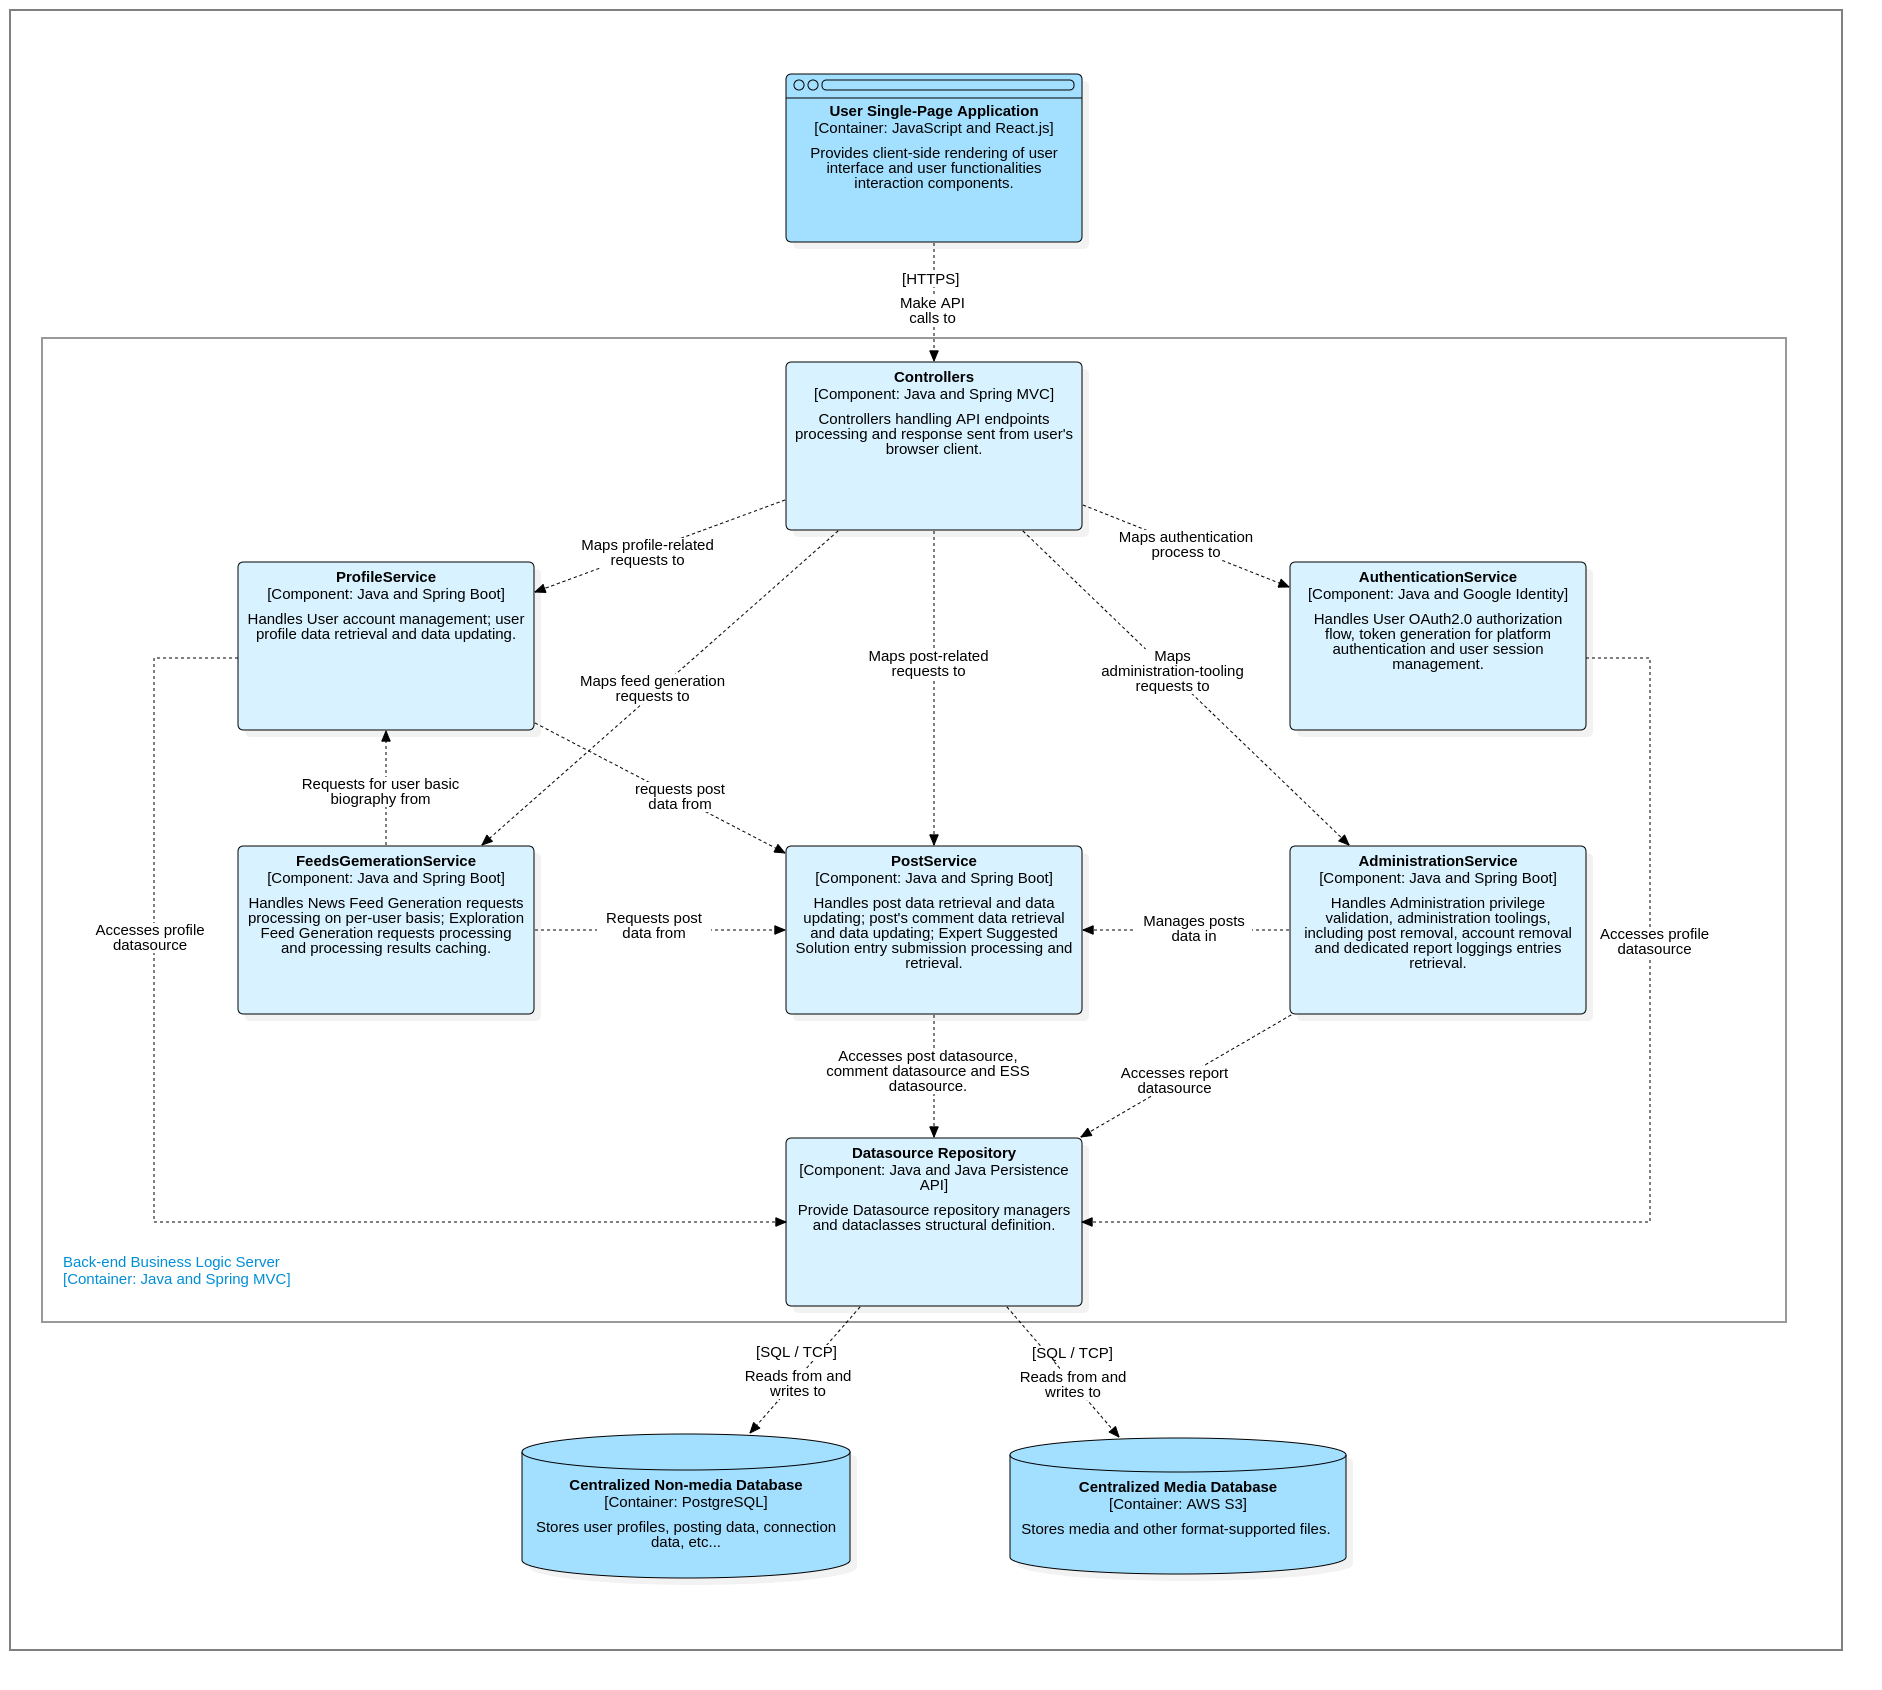 User Single-Page Application
[Container: JavaScript and React.js]
Provides client-side rendering of user
interface and user functionalities
interaction components.
[HTTPS]
Make API
calls to
Controllers
[Component: Java and Spring MVC]
Controllers handling API endpoints
processing and response sent from user's
browser client.
Maps profile-related
requests to
Maps authentication
process to
ProfileService
[Component: Java and Spring Boot]
Handles User account management; user
profile data retrieval and data updating.
AuthenticationService
[Component: Java and Google Identity]
Handles User OAuth2.0 authorization
flow, token generation for platform
authentication and user session
management.
Maps feed generation
requests to
Maps post-related
requests to
Maps
administration-tooling
requests to
Requests for user basic
biography from
requests post
data from
FeedsGemerationService
[Component: Java and Spring Boot]
Handles News Feed Generation requests
processing on per-user basis; Exploration
Feed Generation requests processing
and processing results caching.
Requests post
data from
PostService
[Component: Java and Spring Boot]
Handles post data retrieval and data
updating; post's comment data retrieval
and data updating; Expert Suggested
Solution entry submission processing and
retrieval.
Manages posts
data in
AdministrationService
[Component: Java and Spring Boot]
Handles Administration privilege
validation, administration toolings,
including post removal, account removal
and dedicated report loggings entries
retrieval.
Accesses profile
datasource
Accesses profile
datasource
Accesses post datasource,
comment datasource and ESS
datasource.
Accesses report
datasource
Datasource Repository
[Component: Java and Java Persistence
API]
Provide Datasource repository managers
and dataclasses structural definition.
Back-end Business Logic Server
[Container: Java and Spring MVC]
[SQL / TCP]
Reads from and
writes to
[SQL / TCP]
Reads from and
writes to
Centralized Non-media Database
[Container: PostgreSQL]
Stores user profiles, posting data, connection
data, etc...
Centralized Media Database
[Container: AWS S3]
Stores media and other format-supported files.